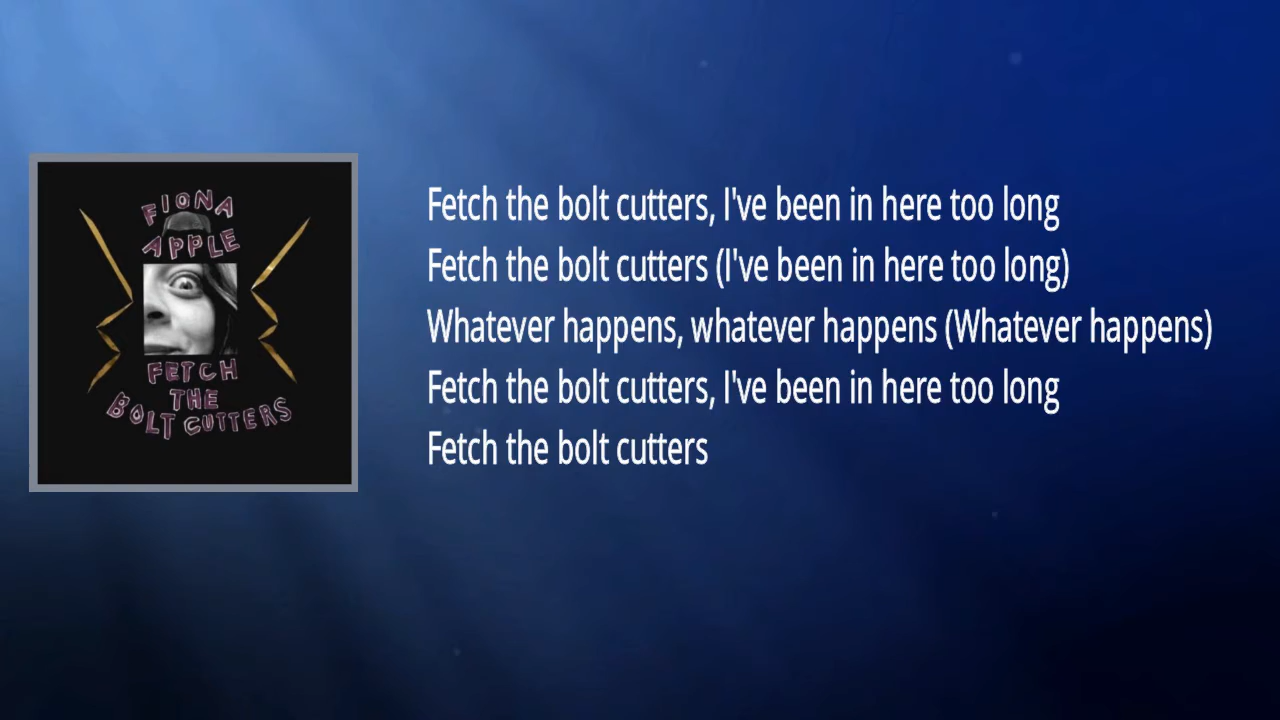 FIONA
APPLE
FETCH
THE
BOLT CUTTERS
Fetch the bolt cutters, I've been in here too long
Fetch the bolt cutters (I've been in here too long)
Whatever happens, whatever happens (Whatever happens)
Fetch the bolt cutters, I've been in here too long
Fetch the bolt cutters